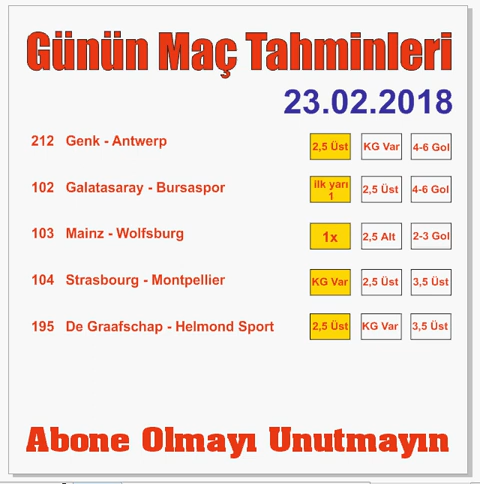 Günün Maç Tahminleri
23.02.2018
212 Genk - Antwerp 2,5 Üst KG Var 4-6 Gol
102 Galatasaray - Bursaspor ilk yarı 1 2,5 Üst 4-6 Gol
103 Mainz - Wolfsburg 1x 2,5 Alt 2-3 Gol
104 Strasbourg - Montpellier KG Var 2,5 Üst 3,5 Üst
195 De Graafschap - Helmond Sport 2,5 Üst KG Var 3,5 Üst
Abone Olmayı Unutmayın